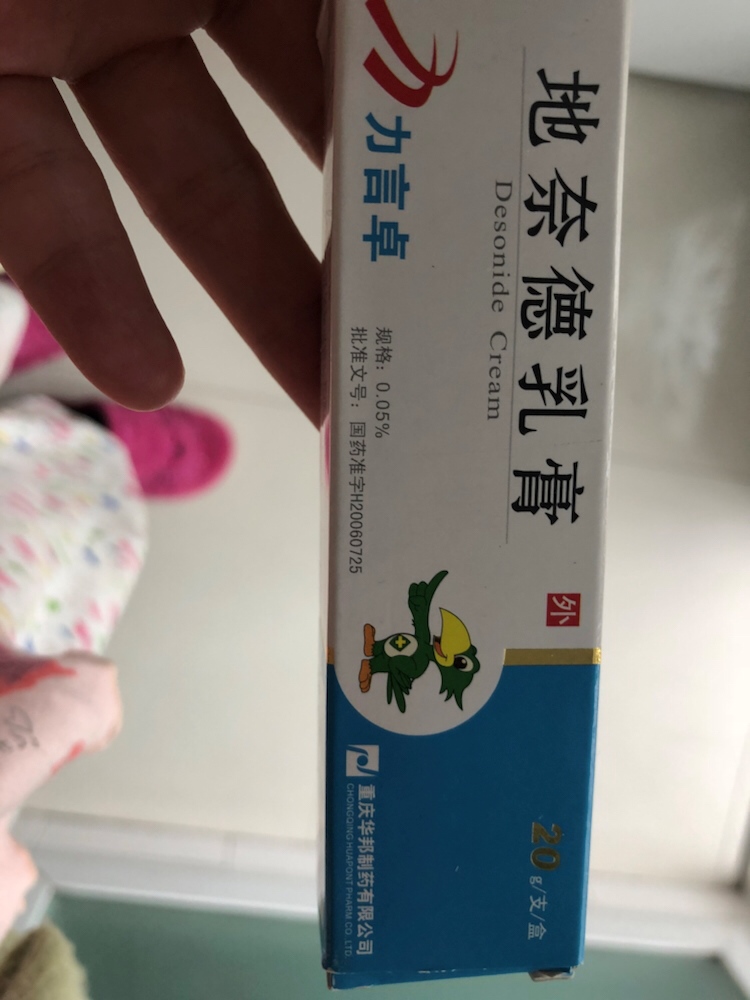 力言卓
地奈德乳膏
Desonide Cream
规格：0.05%
批准文号：国药准字H20060725
外
20g/支/盒
重庆华邦制药有限公司
CHONGQING HUAPONT PHARM CO., LTD.